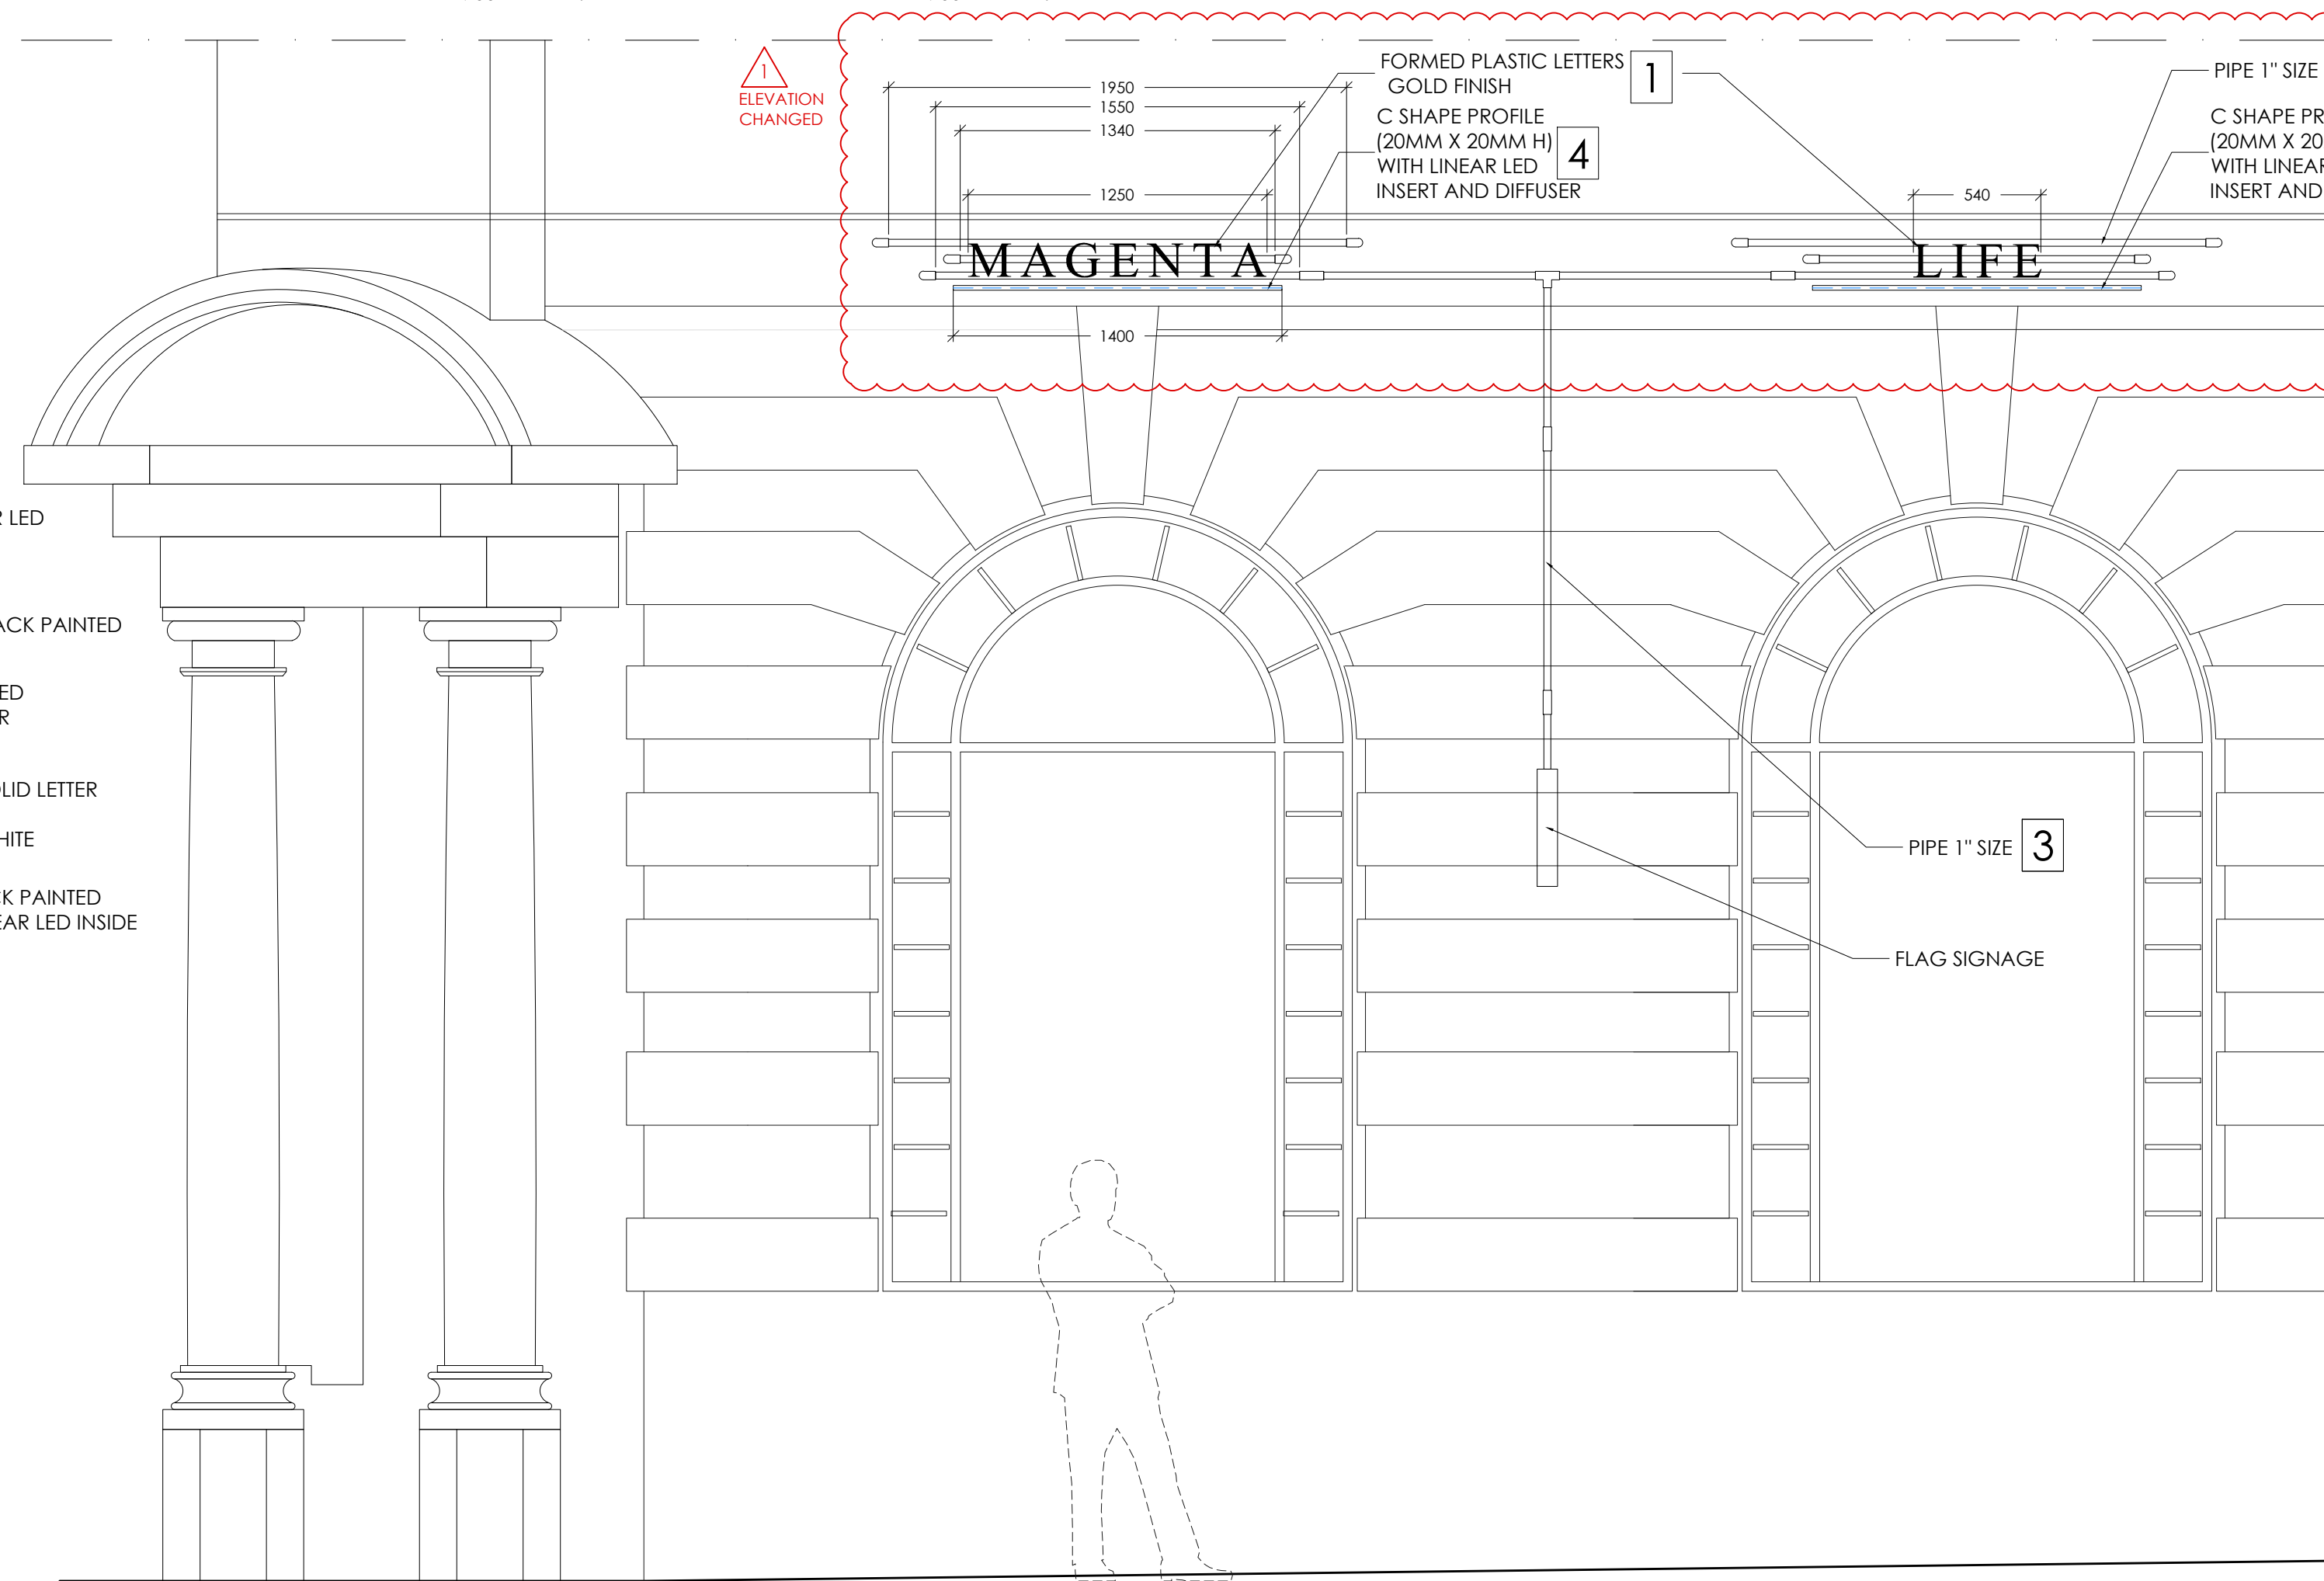 1
ELEVATION
CHANGED
1950
1550
1340
1250
FORMED PLASTIC LETTERS
GOLD FINISH
1
C SHAPE PROFILE
(20MM X 20MM H)
WITH LINEAR LED
INSERT AND DIFFUSER
4
PIPE 1" SIZE
C SHAPE PR
(20MM X 20
WITH LINEAR
INSERT AND
540
MAGENTA
LIFE
1400
R LED
ACK PAINTED
ED
R
OLID LETTER
HITE
CK PAINTED
EAR LED INSIDE
PIPE 1" SIZE
3
FLAG SIGNAGE